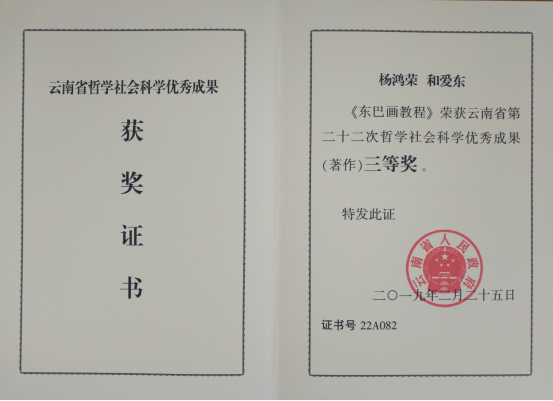 云南省哲学社会科学优秀成果
获
奖
证
书
杨鸿荣 和爱东
《东巴画教程》荣获云南省第
二十二次哲学社会科学优秀成果
(著作)三等奖。
特发此证
云南省人民政府
二〇一九年二月二十五日
证书号 22A082